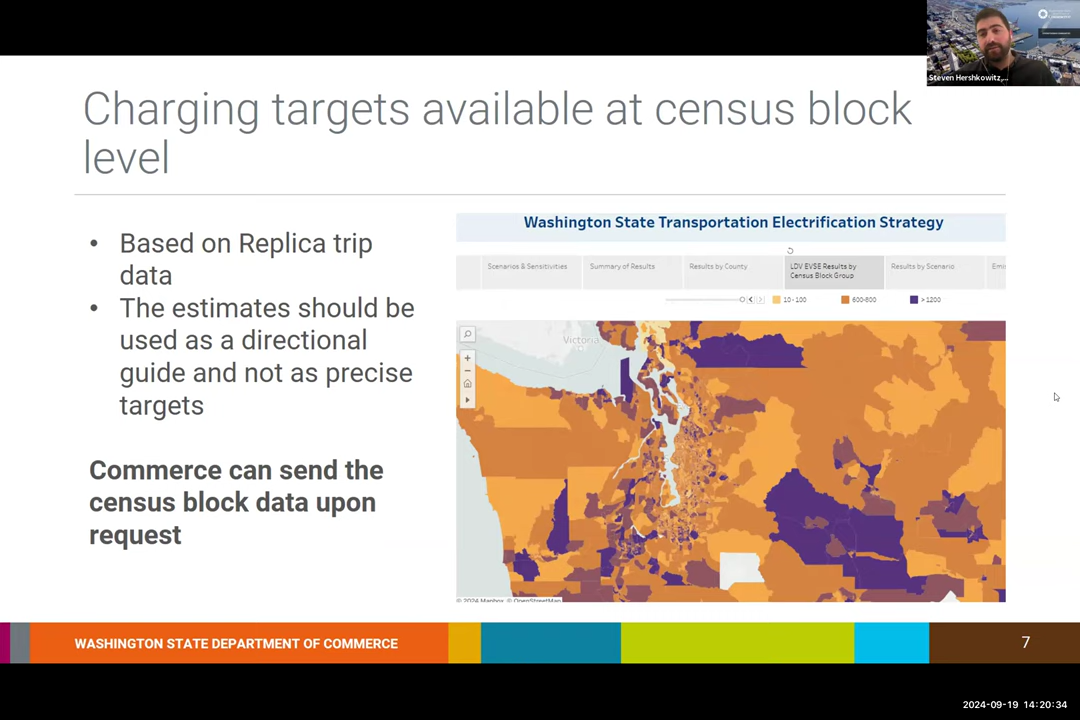 Steven Hershkowitz,...
Charging targets available at census block
level
• Based on Replica trip
data
• The estimates should be
used as a directional
guide and not as precise
targets
Commerce can send the
census block data upon
request
Washington State Transportation Electrification Strategy
Scenarios & Sensitivities
Summary of Results
Results by County
LDV EVSE Results by
Census Block Group
Results by Scenario
Emi
10 - 100
600-800
>1200
Victoria
© 2024 Mapbox © OpenStreetMap
WASHINGTON STATE DEPARTMENT OF COMMERCE
7
2024-09-19 14:20:34